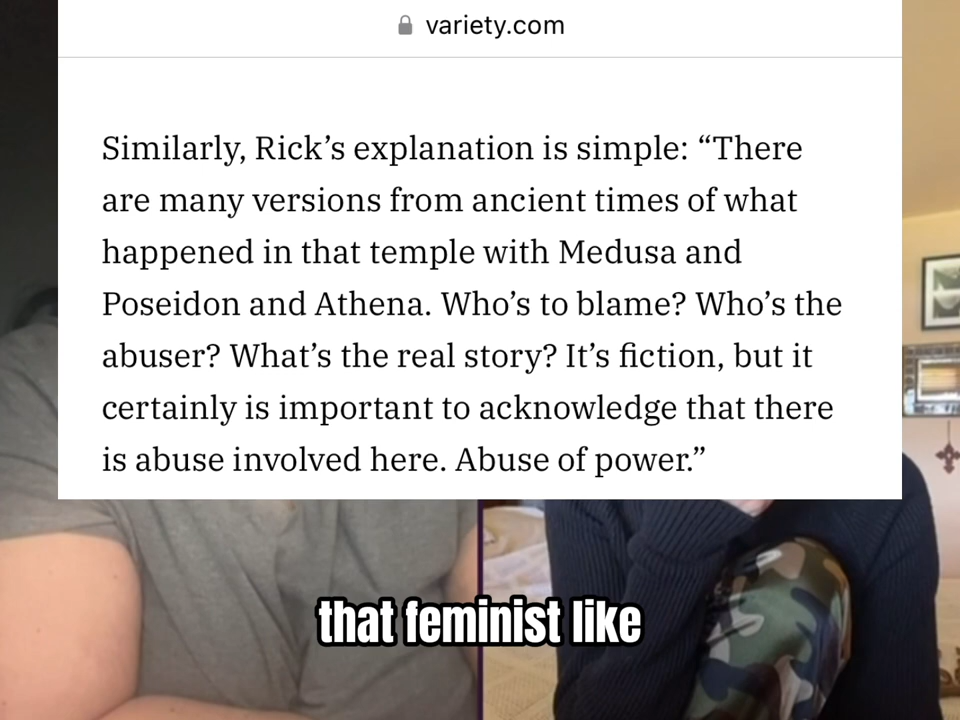 variety.com
Similarly, Rick’s explanation is simple: “There
are many versions from ancient times of what
happened in that temple with Medusa and
Poseidon and Athena. Who’s to blame? Who’s the
abuser? What’s the real story? It’s fiction, but it
certainly is important to acknowledge that there
is abuse involved here. Abuse of power.”
that feminist like